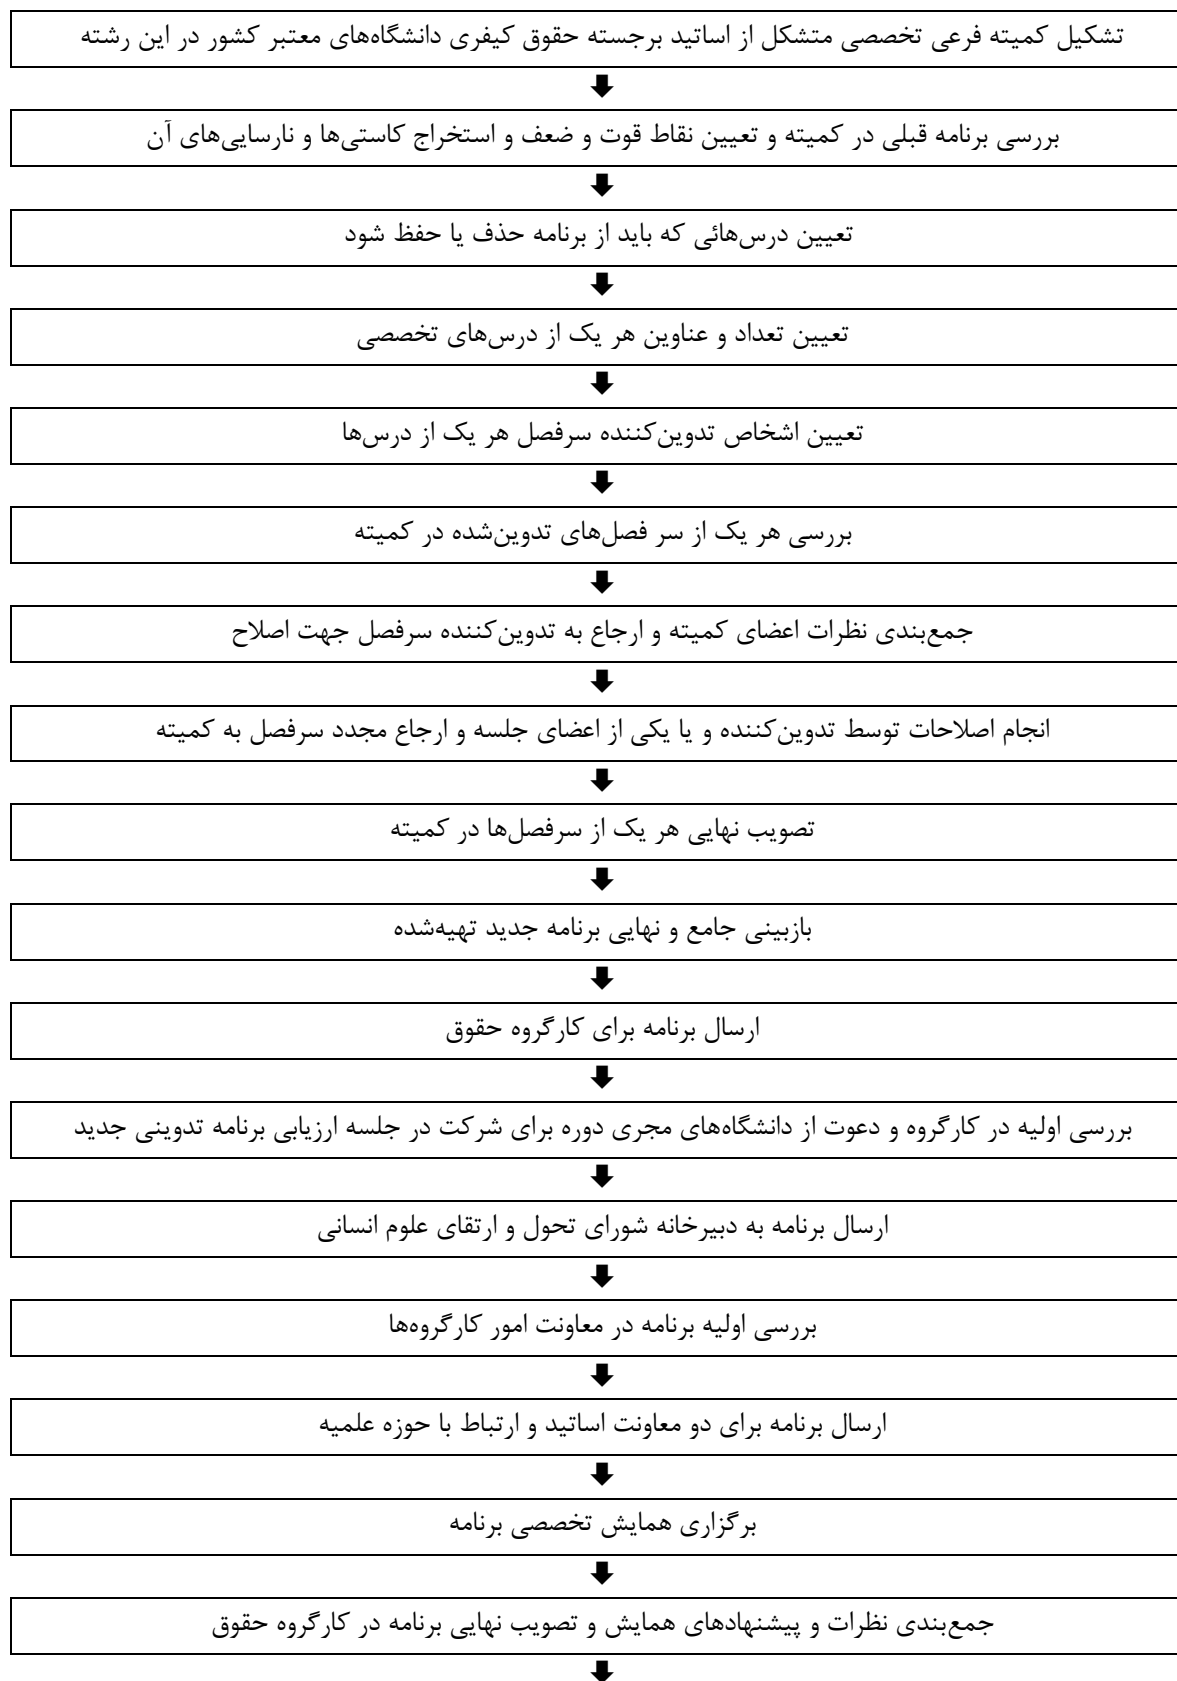 تشکیل کمیته فرعی تخصصی متشکل از اساتید برجسته حقوق کیفری دانشگاه‌های معتبر کشور در این رشته
بررسی برنامه قبلی در کمیته و تعیین نقاط قوت و ضعف و استخراج کاستی‌ها و نارسایی‌های آن
تعیین درس‌هائی که باید از برنامه حذف یا حفظ شود
تعیین تعداد و عناوین هر یک از درس‌های تخصصی
تعیین اشخاص تدوین‌کننده سرفصل هر یک از درس‌ها
بررسی هر یک از سر فصل‌های تدوین‌شده در کمیته
جمع‌بندی نظرات اعضای کمیته و ارجاع به تدوین‌کننده سرفصل جهت اصلاح
انجام اصلاحات توسط تدوین‌کننده و یا یکی از اعضای جلسه و ارجاع مجدد سرفصل به کمیته
تصویب نهایی هر یک از سرفصل‌ها در کمیته
بازبینی جامع و نهایی برنامه جدید تهیه‌شده
ارسال برنامه برای کارگروه حقوق
بررسی اولیه در کارگروه و دعوت از دانشگاه‌های مجری دوره برای شرکت در جلسه ارزیابی برنامه تدوینی جدید
ارسال برنامه به دبیرخانه شورای تحول و ارتقای علوم انسانی
بررسی اولیه برنامه در معاونت امور کارگروه‌ها
ارسال برنامه برای دو معاونت اساتید و ارتباط با حوزه علمیه
برگزاری همایش تخصصی برنامه
جمع‌بندی نظرات و پیشنهادهای همایش و تصویب نهایی برنامه در کارگروه حقوق